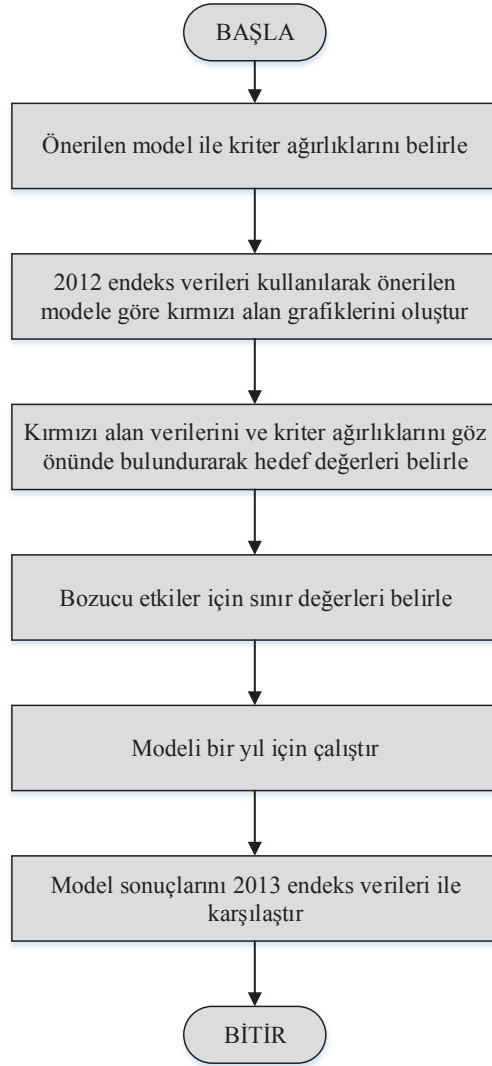 BAŞLA
Önerilen model ile kriter ağırlıklarını belirle
2012 endeks verileri kullanılarak önerilen
modele göre kırmızı alan grafiklerini oluştur
Kırmızı alan verilerini ve kriter ağırlıklarını göz
önünde bulundurarak hedef değerleri belirle
Bozucu etkiler için sınır değerleri belirle
Modeli bir yıl için çalıştır
Model sonuçlarını 2013 endeks verileri ile
karşılaştır
BİTİR